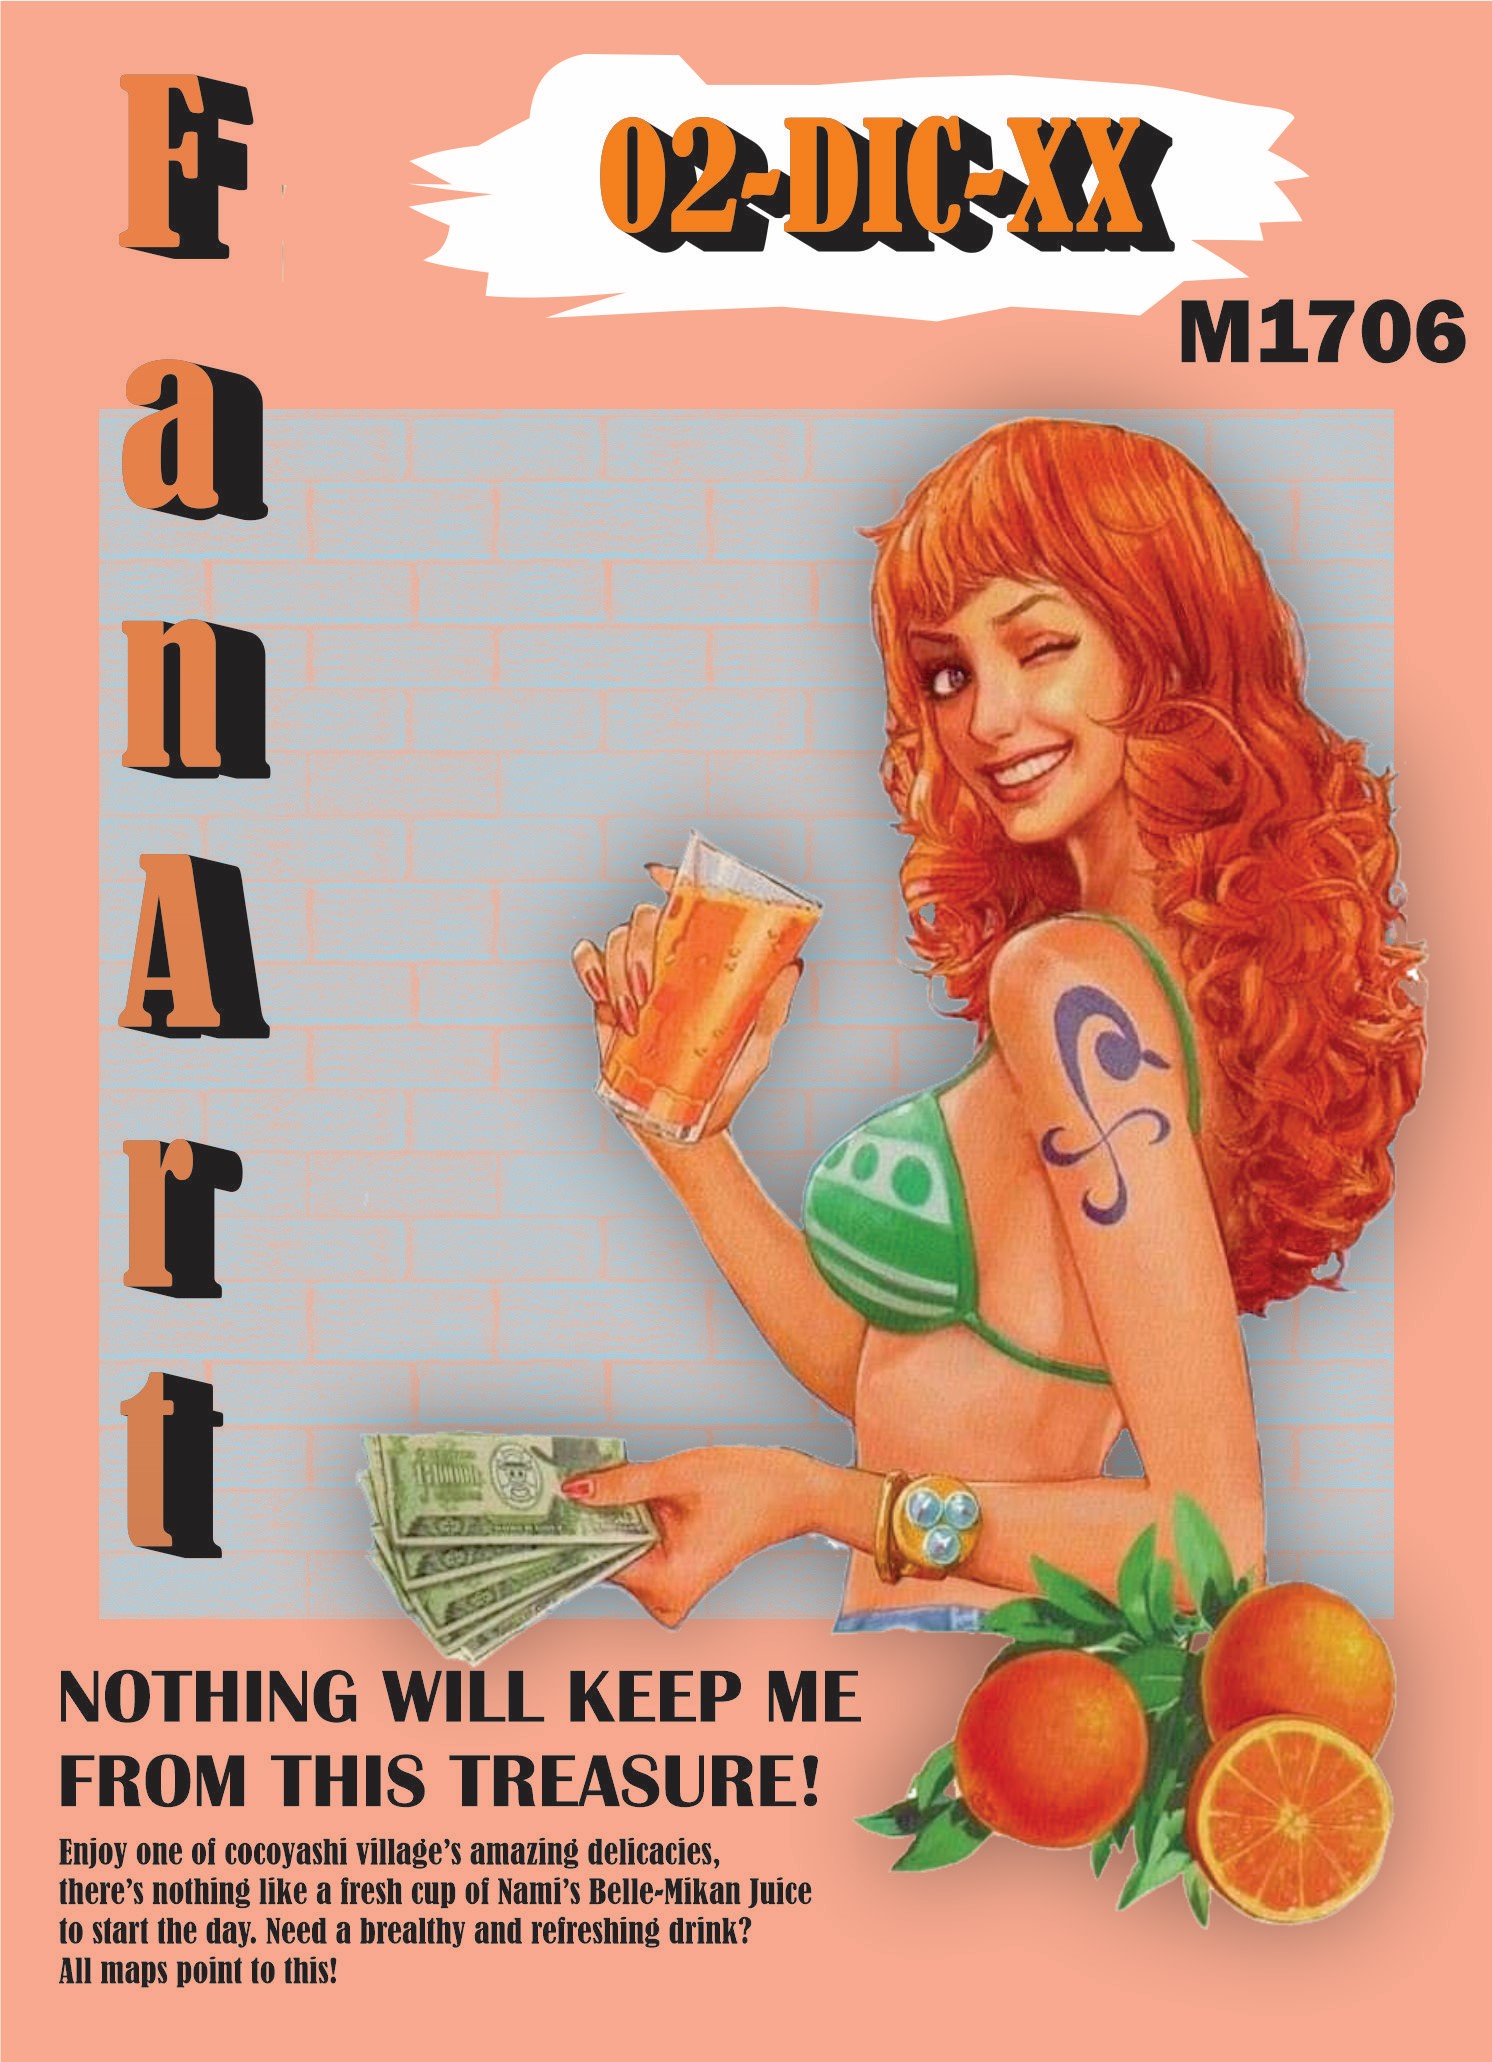 FanArt
02-DIC-XX
M1706
NOTHING WILL KEEP ME
FROM THIS TREASURE!
Enjoy one of cocoyashi village's amazing delicacies,
there's nothing like a fresh cup of Nami's Belle-Mikan Juice
to start the day. Need a brealthy and refreshing drink?
All maps point to this!